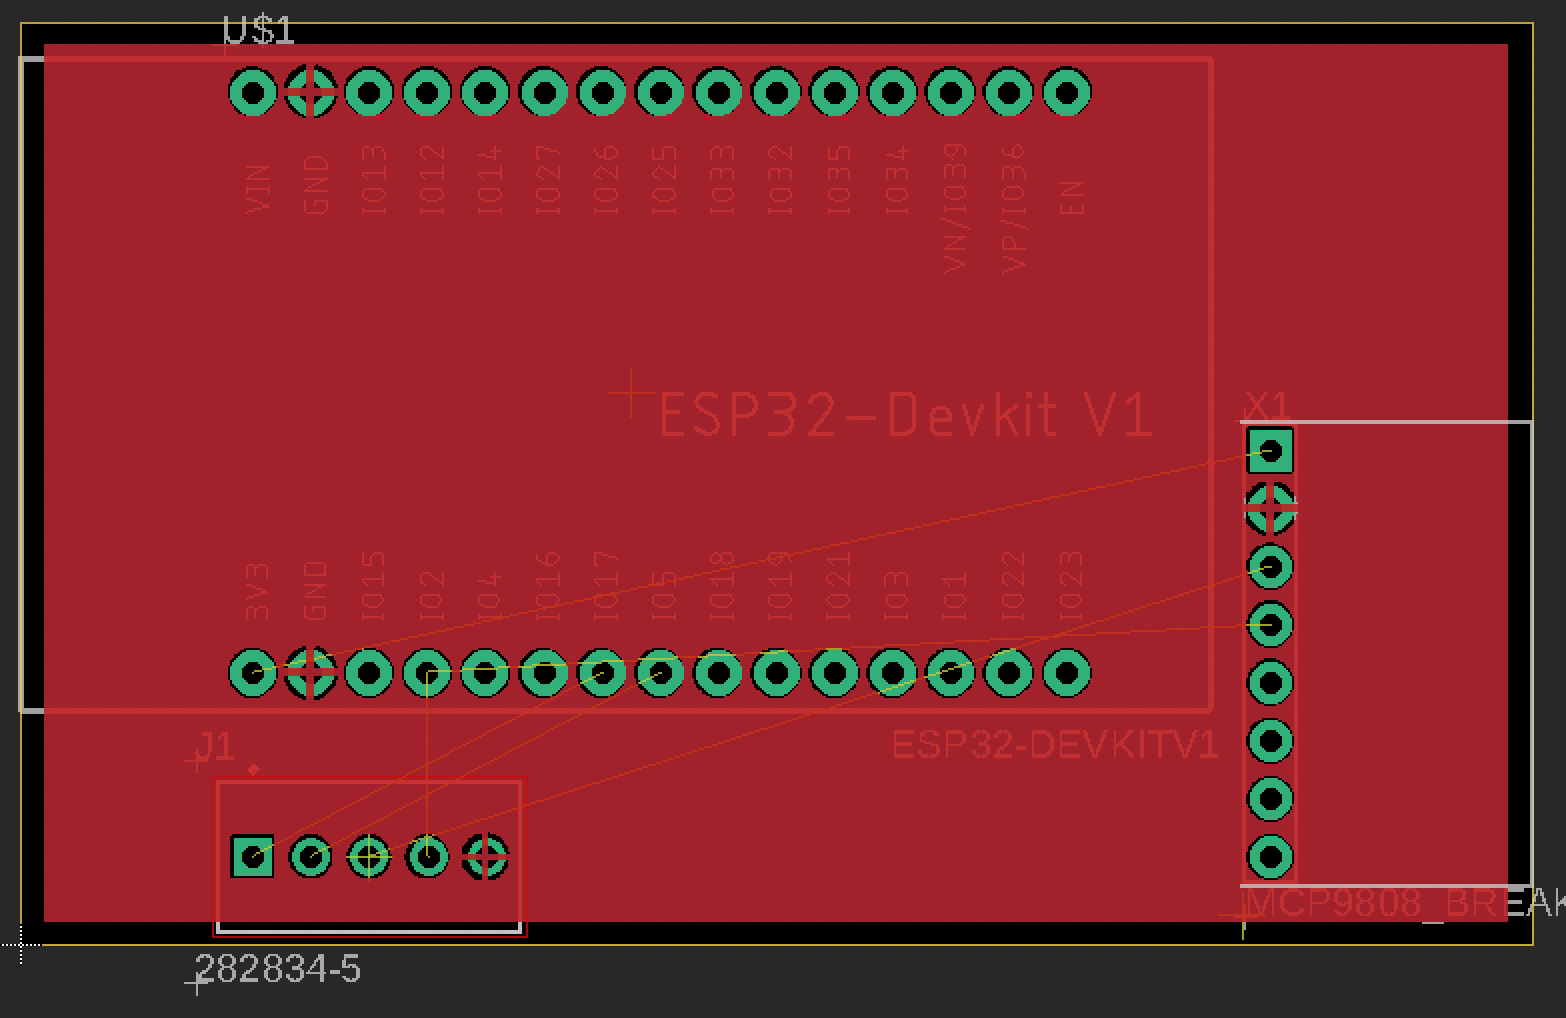 U$1
VIN GND IO13 IO12 IO14 IO27 IO26 IO25 IO33 IO32 IO35 IO34 VN/IO39 VP/IO36 EN
ESP32-Devkit V1
X1
3V3 GND IO15 IO2 IO4 IO16 IO17 IO5 IO18 IO19 IO21 IO3 IO1 IO22 IO23
J1
ESP32-DEVKITV1
MCP9808_BREAK
282834-5